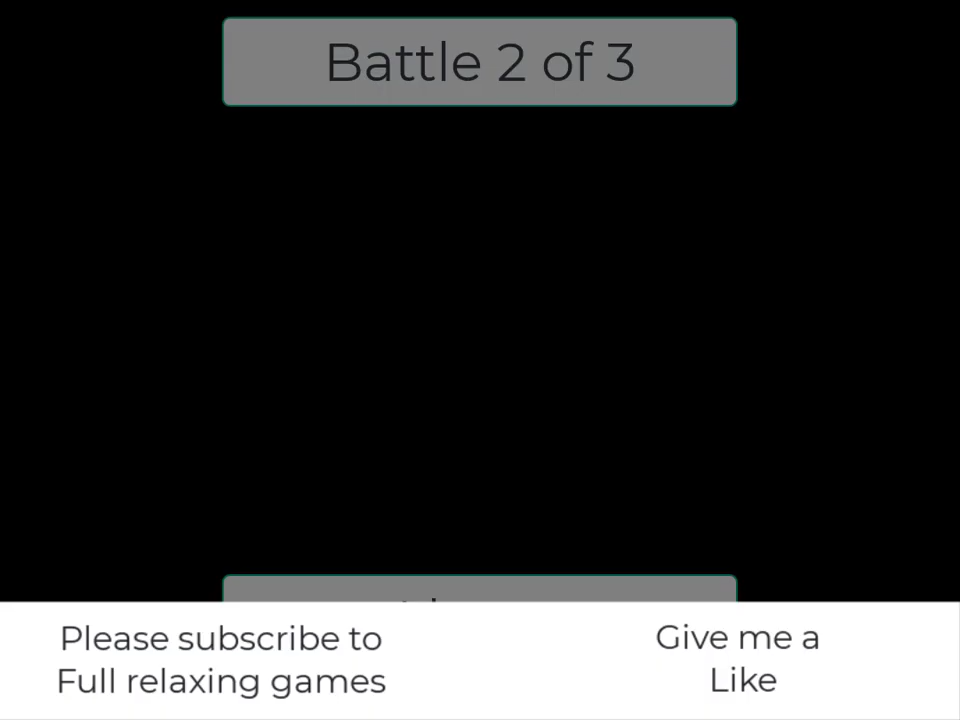 Battle 2 of 3
Please subscribe to
Full relaxing games
Give me a
Like